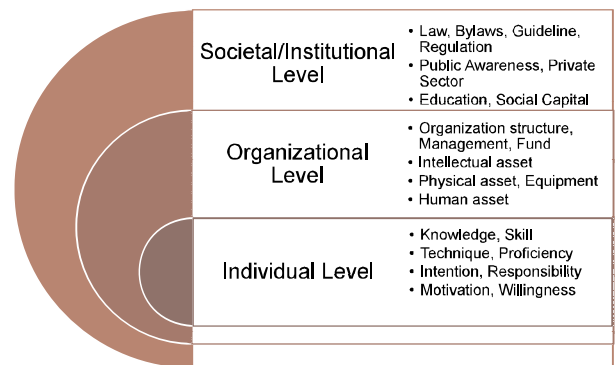 Societal/Institutional
Level
• Law, Bylaws, Guideline,
Regulation
• Public Awareness, Private
Sector
• Education, Social Capital
Organizational
Level
• Organization structure,
Management, Fund
• Intellectual asset
• Physical asset, Equipment
• Human asset
Individual Level
• Knowledge, Skill
• Technique, Proficiency
• Intention, Responsibility
• Motivation, Willingness